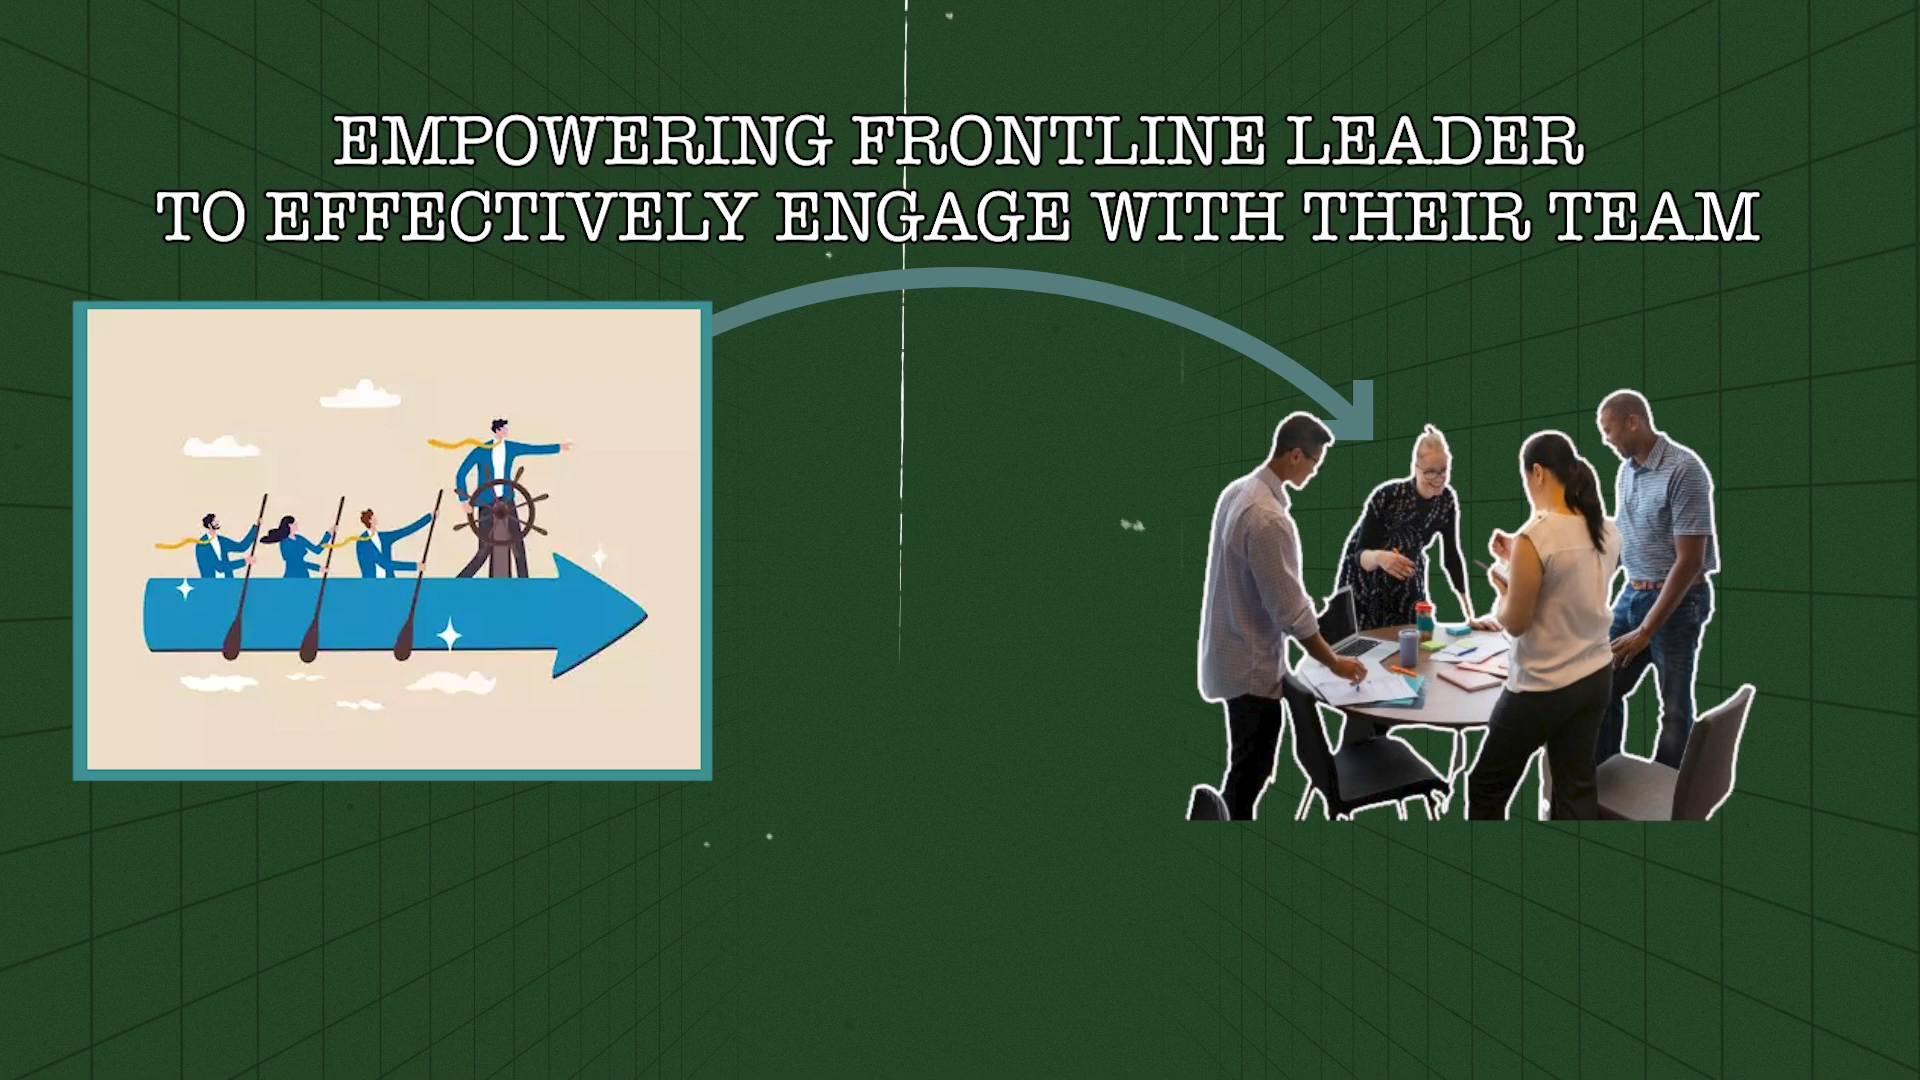 EMPOWERING FRONTLINE LEADER
TO EFFECTIVELY ENGAGE WITH THEIR TEAM